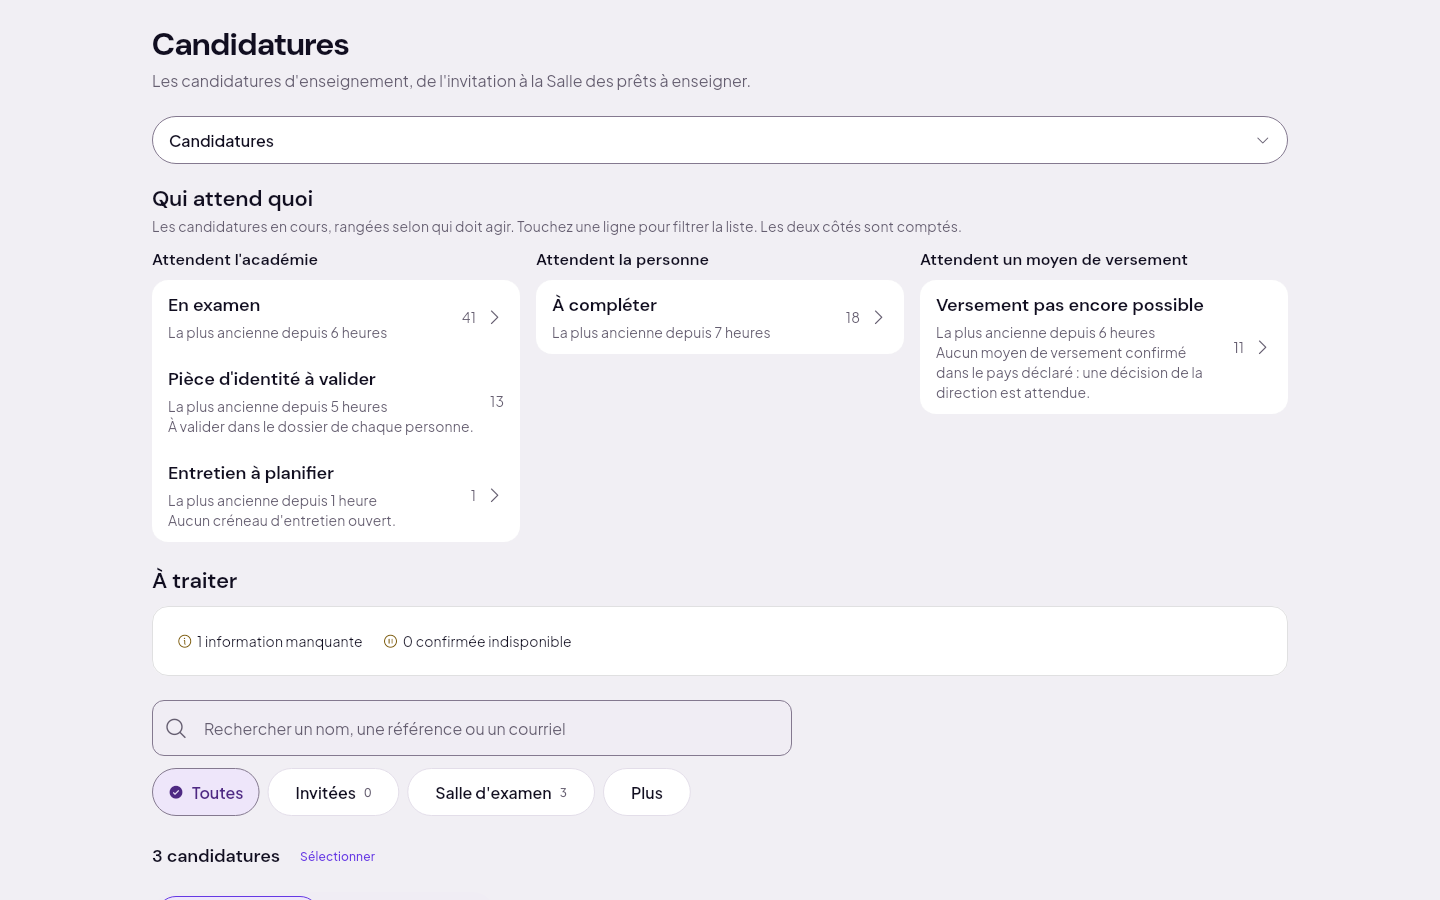 Candidatures
Les candidatures d'enseignement, de l'invitation à la Salle des prêts à enseigner.
Candidatures
Qui attend quoi
Les candidatures en cours, rangées selon qui doit agir. Touchez une ligne pour filtrer la liste. Les deux côtés sont comptés.
Attendent l'académie
En examen
La plus ancienne depuis 6 heures
41
Pièce d'identité à valider
La plus ancienne depuis 5 heures
À valider dans le dossier de chaque personne.
13
Entretien à planifier
La plus ancienne depuis 1 heure
Aucun créneau d'entretien ouvert.
1
Attendent la personne
À compléter
La plus ancienne depuis 7 heures
18
Attendent un moyen de versement
Versement pas encore possible
La plus ancienne depuis 6 heures
Aucun moyen de versement confirmé
dans le pays déclaré : une décision de la
direction est attendue.
11
À traiter
1 information manquante
0 confirmée indisponible
Rechercher un nom, une référence ou un courriel
Toutes
Invitées 0
Salle d'examen 3
Plus
3 candidatures
Sélectionner